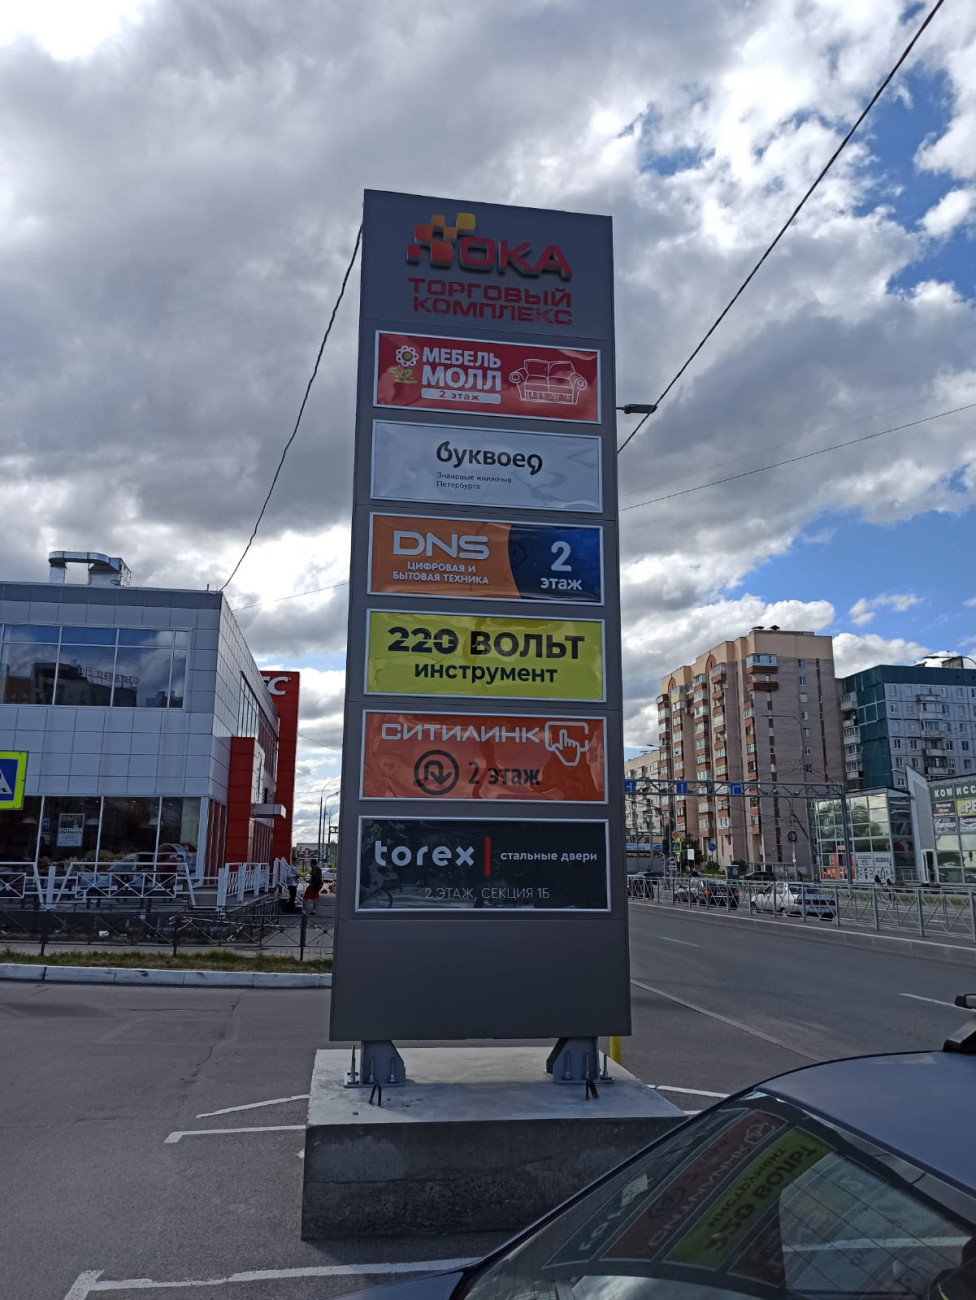 ОКА
ТОРГОВЫЙ
КОМПЛЕКС
МЕБЕЛЬ
МОЛЛ
2 этаж
буквоед
Знаковые книжные
Петербурга
DNS
ЦИФРОВАЯ И
БЫТОВАЯ ТЕХНИКА
2
этаж
220 ВОЛЬТ
инструмент
СИТИЛИНК
2 этаж
torex
стальные двери
2 ЭТАЖ, СЕКЦИЯ 1Б